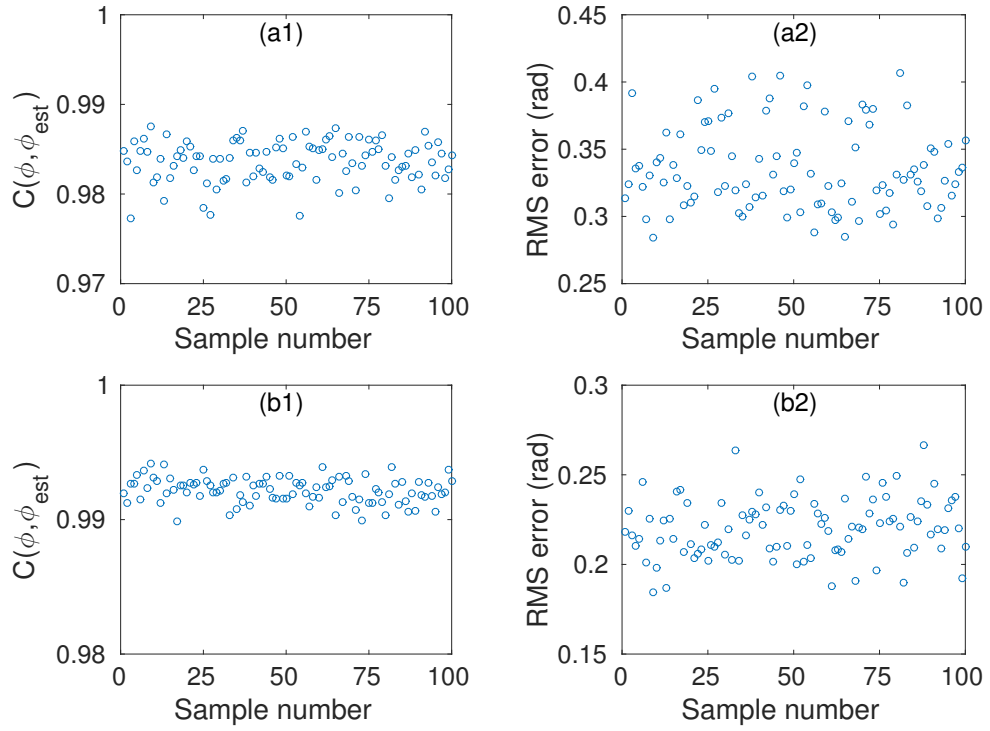 (a1)
C(ϕ, ϕ_est)
1
0.99
0.98
0.97
0 25 50 75 100
Sample number
(a2)
RMS error (rad)
0.45
0.4
0.35
0.3
0.25
0 25 50 75 100
Sample number
(b1)
C(ϕ, ϕ_est)
1
0.99
0.98
0 25 50 75 100
Sample number
(b2)
RMS error (rad)
0.3
0.25
0.2
0.15
0 25 50 75 100
Sample number